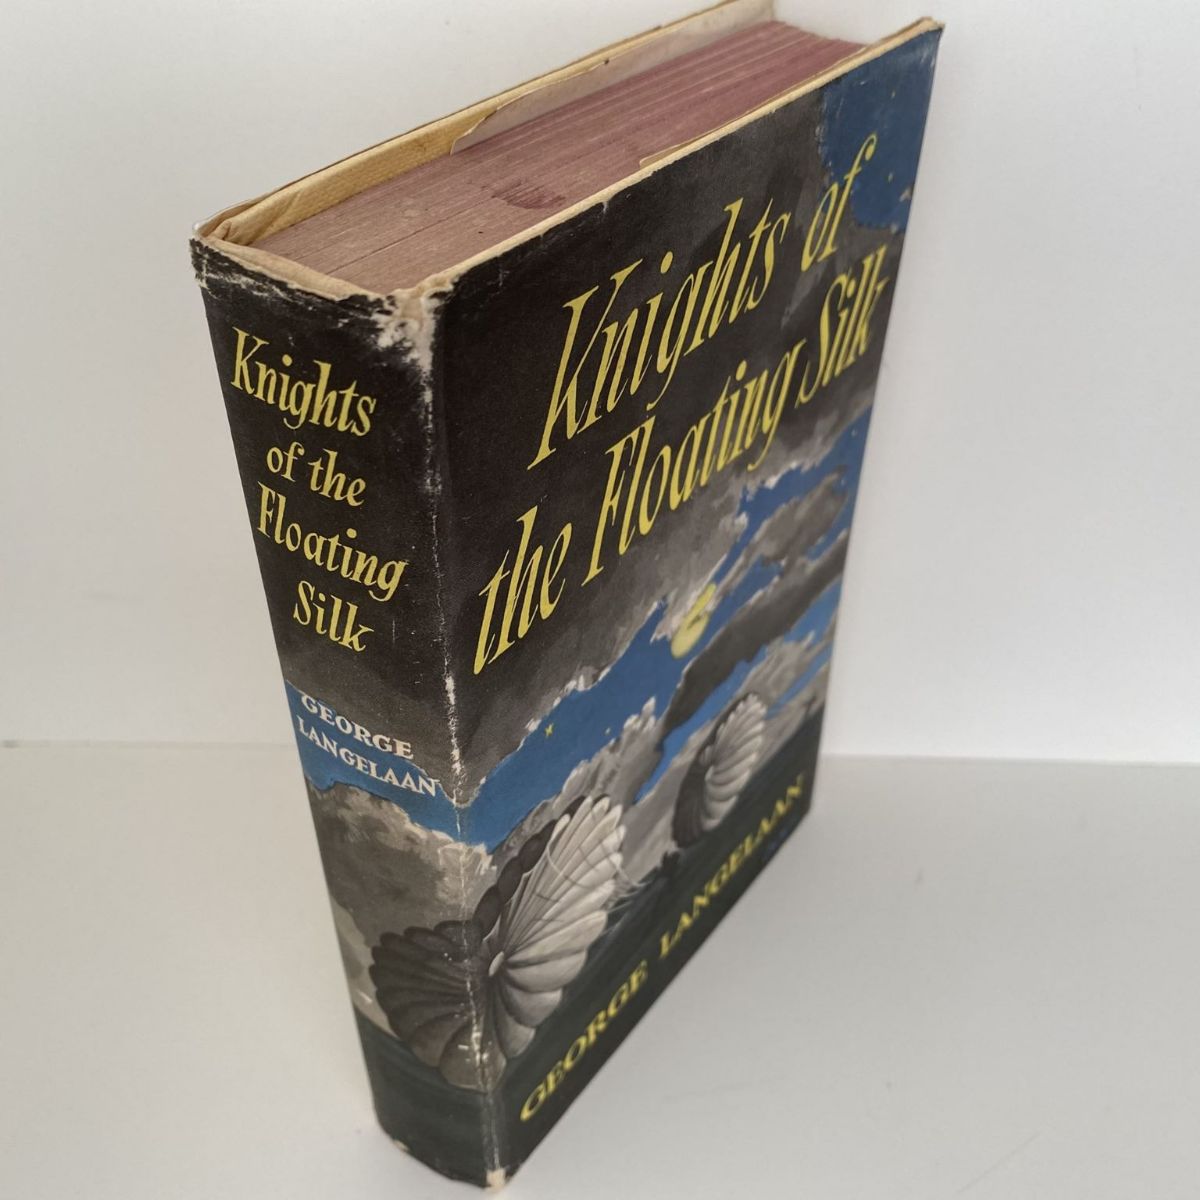 Knights
of the
Floating
Silk
GEORGE
LANGELAAN
Knights of
the Floating Silk
GEORGE LANGELAAN